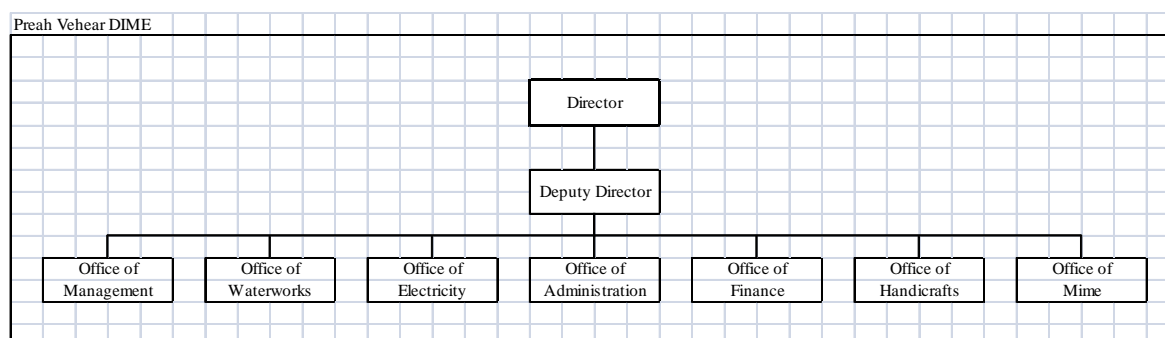 Preah Vehear DIME
Director
Deputy Director
Office of
Management
Office of
Waterworks
Office of
Electricity
Office of
Administration
Office of
Finance
Office of
Handicrafts
Office of
Mime